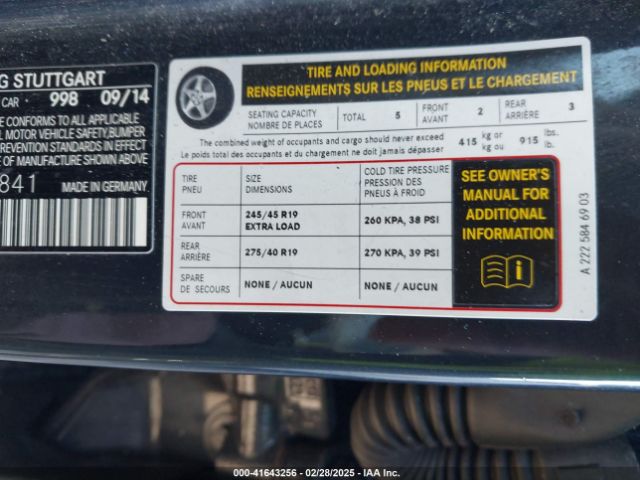 G STUTTGART
CAR 998 09/14
E CONFORMS TO ALL APPLICABLE
L MOTOR VEHICLE SAFETY, BUMPER
REVENTION STANDARDS IN EFFECT
E OF MANUFACTURE SHOWN ABOVE
841 MADE IN GERMANY
TIRE AND LOADING INFORMATION
RENSEIGNEMENTS SUR LES PNEUS ET LE CHARGEMENT
SEATING CAPACITY
NOMBRE DE PLACES
TOTAL 5
FRONT
AVANT 2
REAR
ARRIÈRE 3
The combined weight of occupants and cargo should never exceed
Le poids total des occupants et du chargement ne doit jamais dépasser
415 kg or
kg ou
915 lbs.
lb.
TIRE
PNEU
SIZE
DIMENSIONS
COLD TIRE PRESSURE
PRESSION DES
PNEUS À FROID
FRONT
AVANT
245/45 R19
EXTRA LOAD
260 KPA, 38 PSI
REAR
ARRIÈRE
275/40 R19
270 KPA, 39 PSI
SPARE
DE SECOURS
NONE / AUCUN
NONE / AUCUN
SEE OWNER'S
MANUAL FOR
ADDITIONAL
INFORMATION
A 222 584 69 03
000-41643256 | 02/28/2025 | IAA Inc.